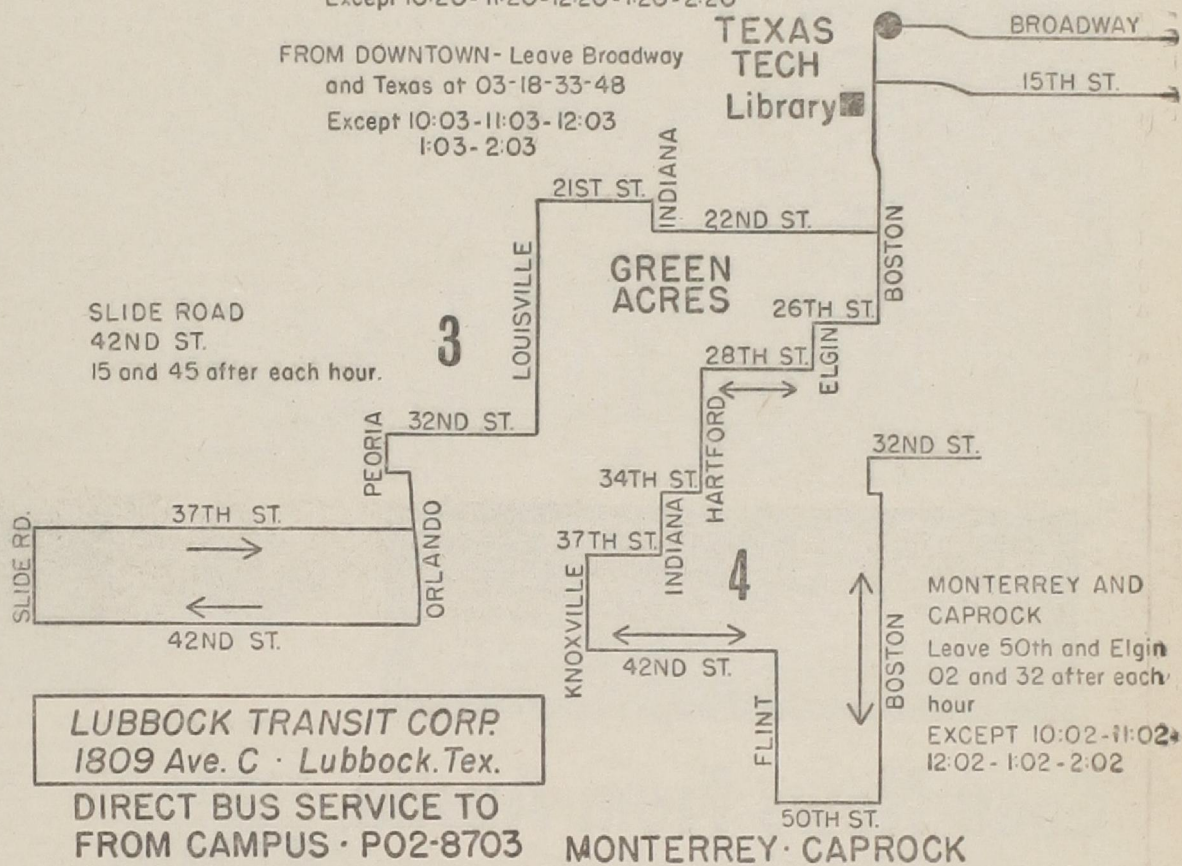 FROM DOWNTOWN - Leave Broadway
and Texas at 03-18-33-48
Except 10:03-11:03-12:03
1:03-2:03
TEXAS
TECH
Library
BROADWAY
15TH ST.
21ST ST.
INDIANA
22ND ST.
BOSTON
LOUISVILLE
GREEN
ACRES
26TH ST.
ELGIN
28TH ST.
HARTFORD
SLIDE ROAD
42ND ST.
15 and 45 after each hour.
3
PEORIA
32ND ST.
32ND ST.
34TH ST.
INDIANA
37TH ST.
SLIDE RD.
ORLANDO
42ND ST.
37TH ST.
KNOXVILLE
4
42ND ST.
FLINT
BOSTON
50TH ST.
MONTERREY AND
CAPROCK
Leave 50th and Elgin
02 and 32 after each
hour
EXCEPT 10:02-11:02
12:02-1:02-2:02
LUBBOCK TRANSIT CORP.
1809 Ave. C · Lubbock. Tex.
DIRECT BUS SERVICE TO
FROM CAMPUS · PO2-8703
MONTERREY · CAPROCK